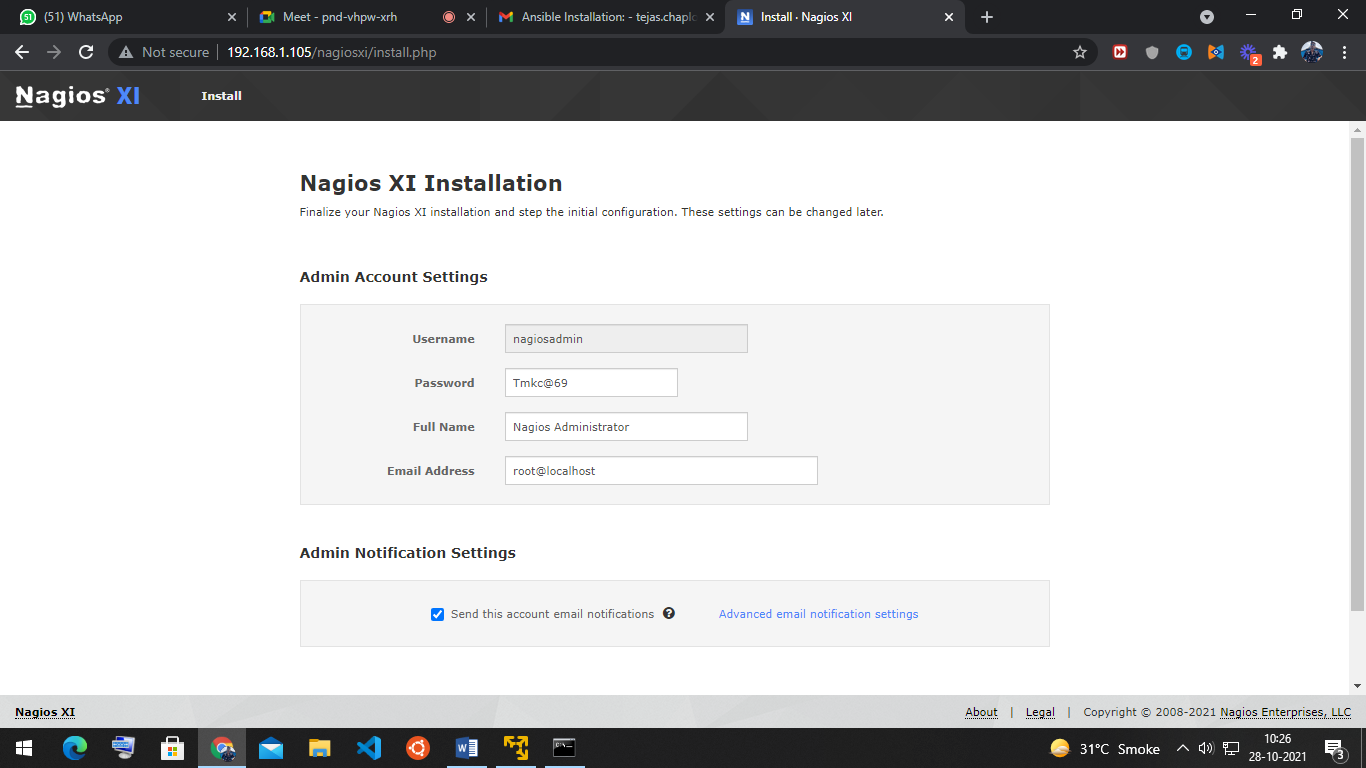 (51) WhatsApp
Meet - pnd-vhpw-xrh
Ansible Installation: - tejas.chaplo
Install · Nagios XI
Not secure 192.168.1.105/nagiosxi/install.php
2
Nagios® XI
Install
Nagios XI Installation
Finalize your Nagios XI installation and step the initial configuration. These settings can be changed later.
Admin Account Settings
Username nagiosadmin
Password Tmkc@69
Full Name Nagios Administrator
Email Address root@localhost
Admin Notification Settings
Send this account email notifications ? Advanced email notification settings
Nagios XI
About | Legal | Copyright © 2008-2021 Nagios Enterprises, LLC
31°C Smoke
10:26
28-10-2021
3